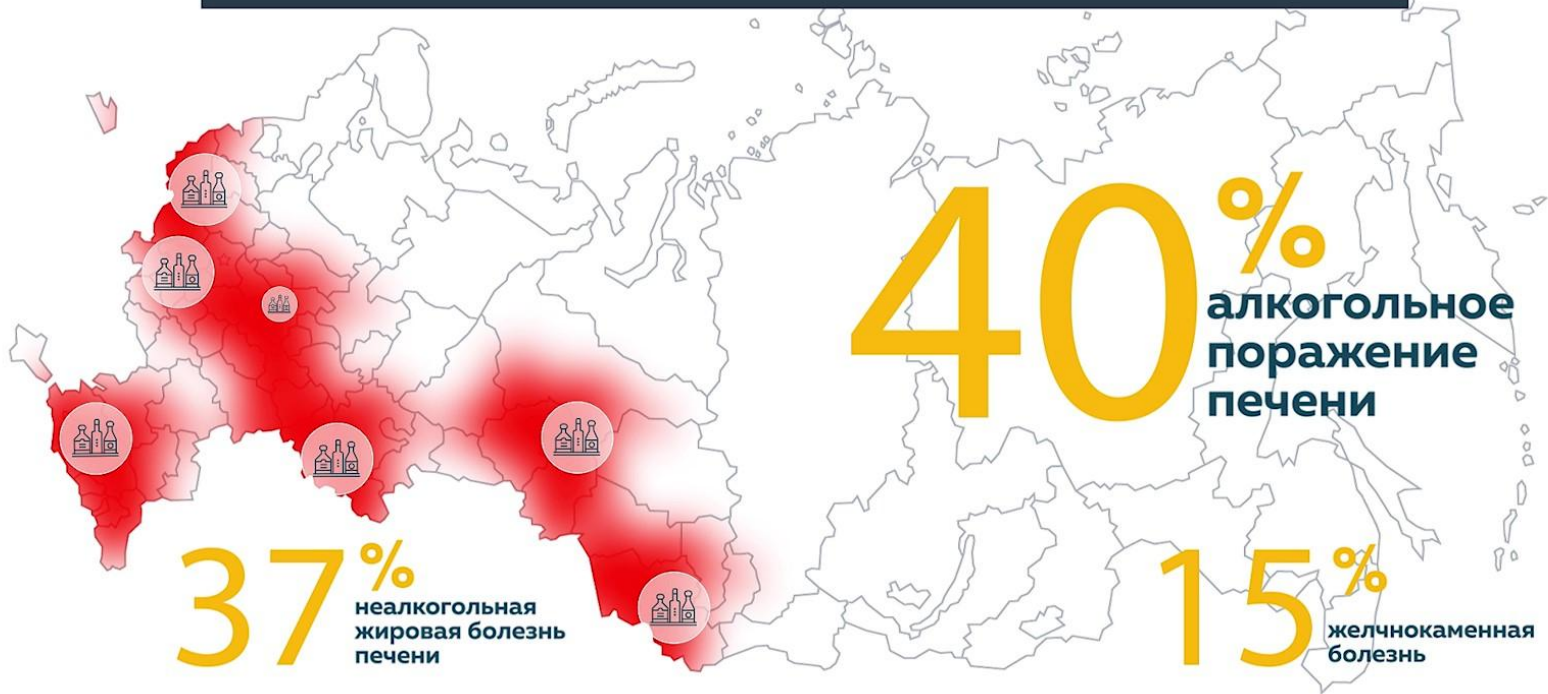 40%
алкогольное
поражение
печени
37%
неалкогольная
жировая болезнь
печени
15%
желчнокаменная
болезнь